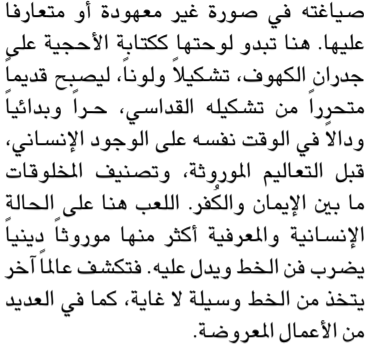 صياغته في صورة غير معهودة أو متعارفاً
عليها. هنا تبدو لوحتها ككتابة الأحجية على
جدران الكهوف، تشكيلاً ولوناً، ليصبح قديماً
متحرراً من تشكيله القداسي، حراً وبدائياً
ودالاً في الوقت نفسه على الوجود الإنساني،
قبل التعاليم الموروثة، وتصنيف المخلوقات
ما بين الإيمان والكُفر. اللعب هنا على الحالة
الإنسانية والمعرفية أكثر منها موروثاً دينياً
يضرب فن الخط ويدل عليه. فتكشف عالماً آخر
يتخذ من الخط وسيلة لا غاية، كما في العديد
من الأعمال المعروضة.